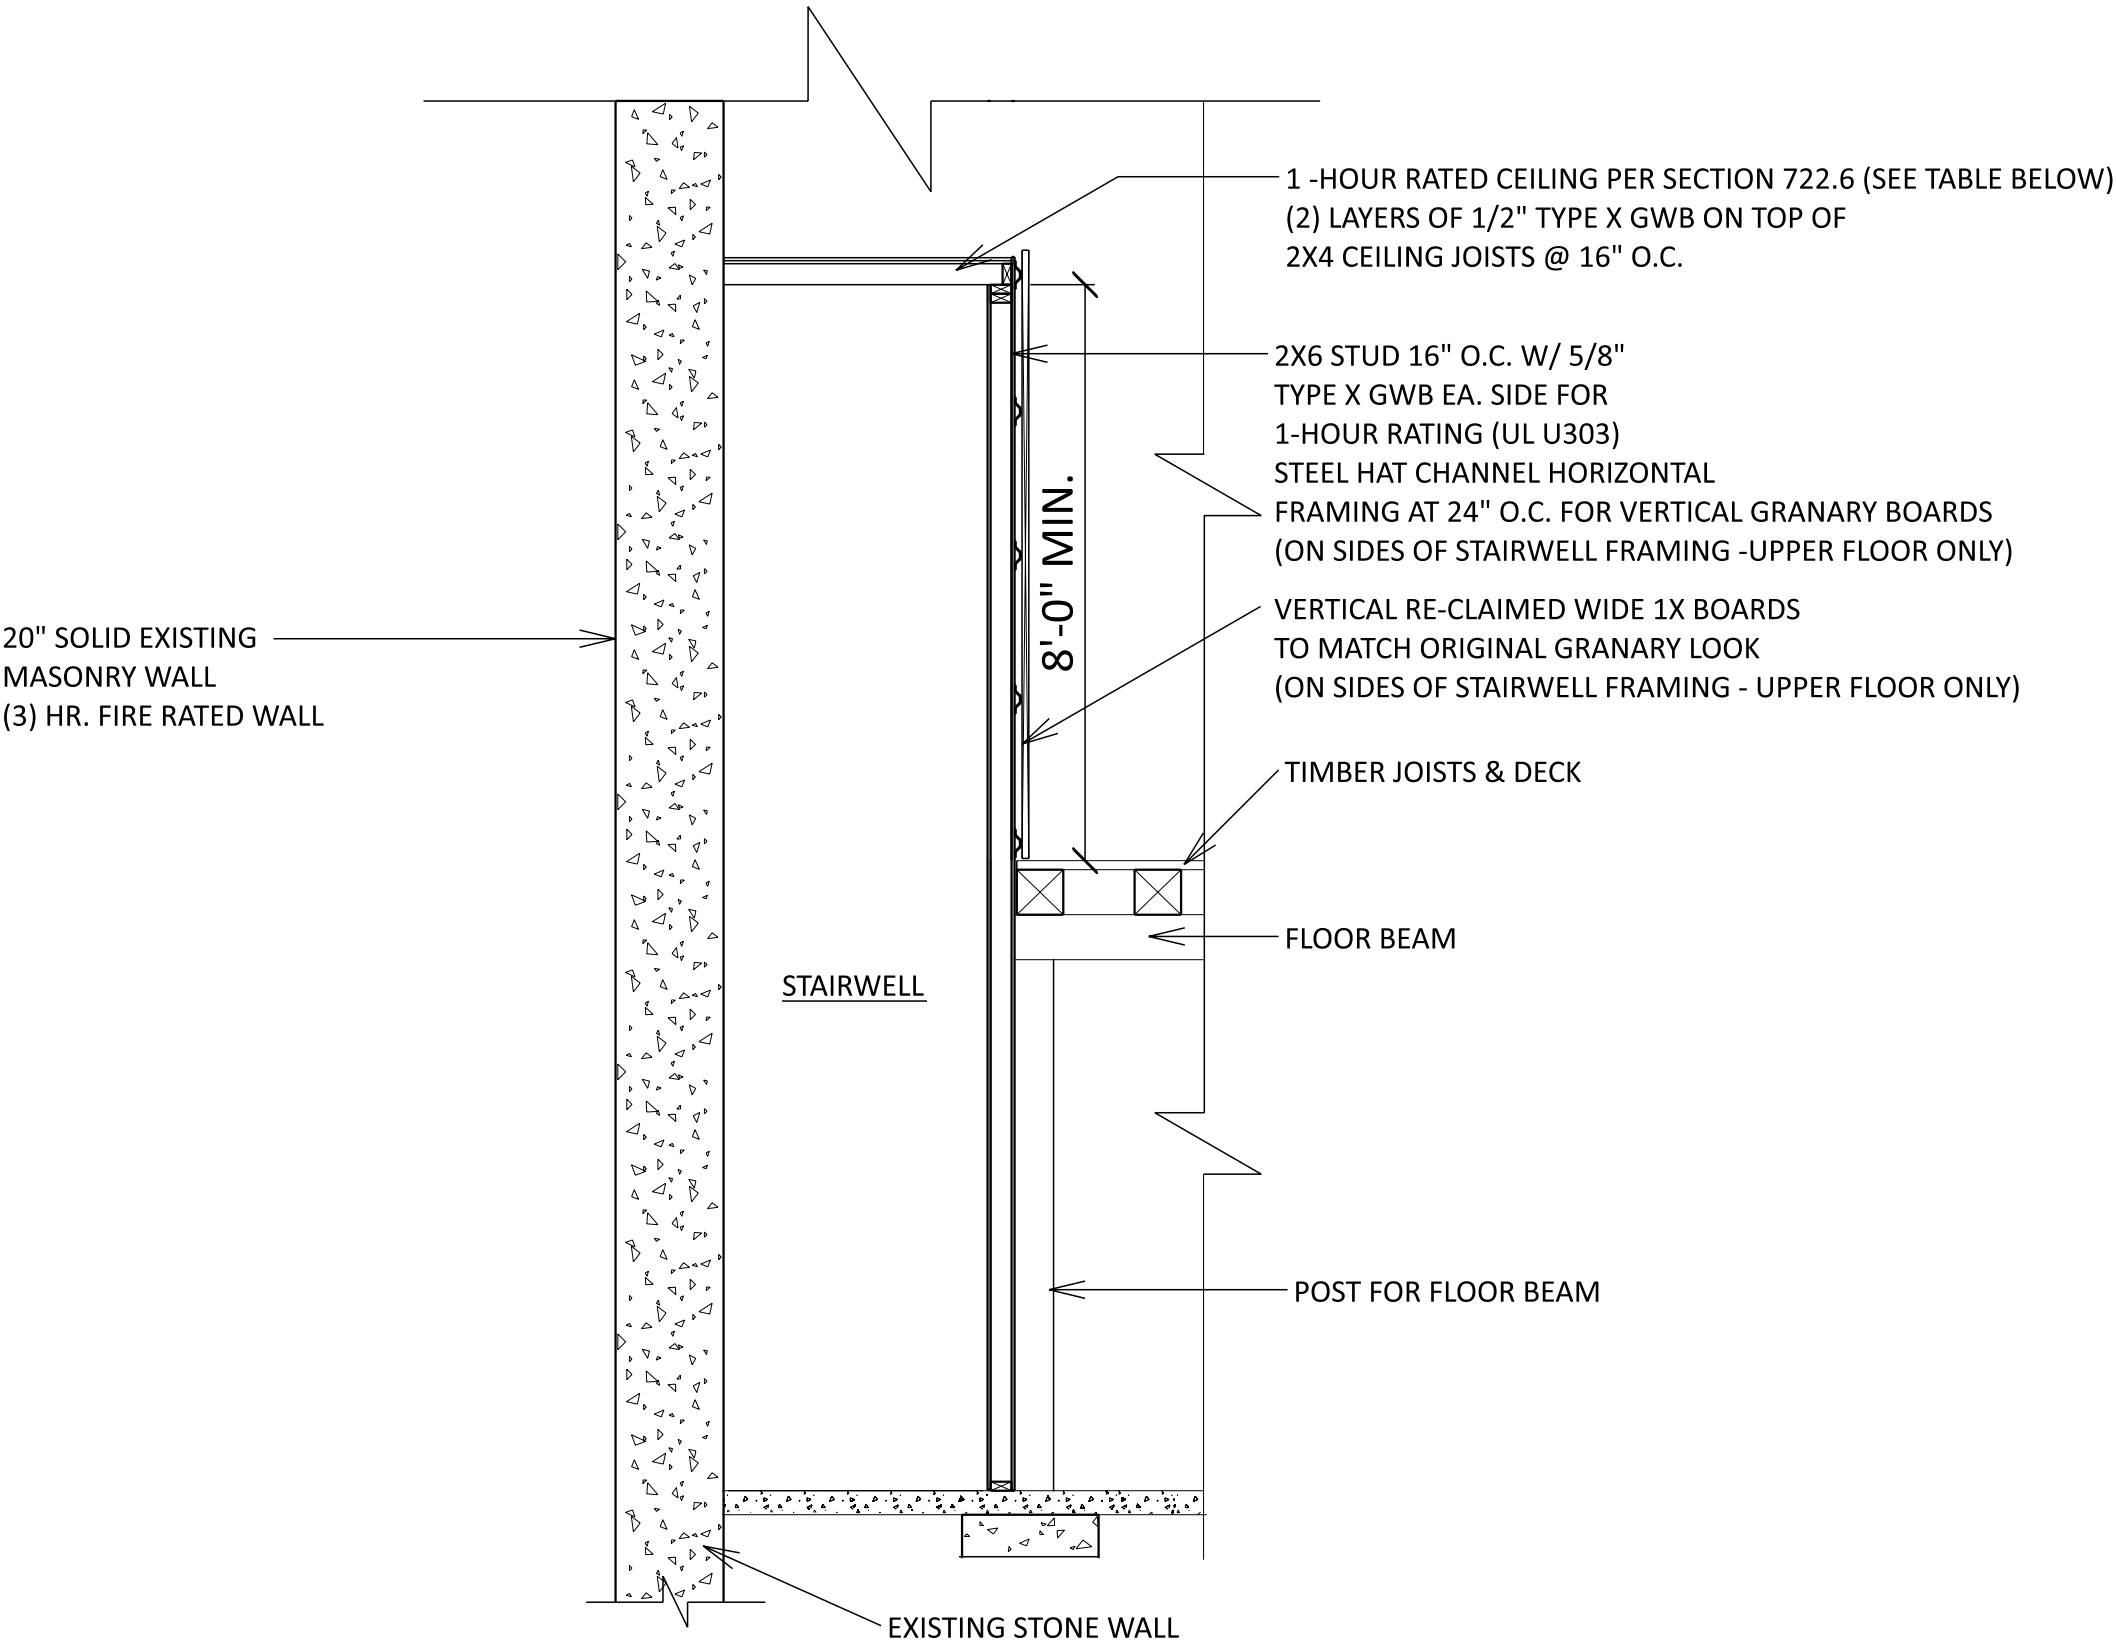 1 -HOUR RATED CEILING PER SECTION 722.6 (SEE TABLE BELOW)
(2) LAYERS OF 1/2" TYPE X GWB ON TOP OF
2X4 CEILING JOISTS @ 16" O.C.
2X6 STUD 16" O.C. W/ 5/8"
TYPE X GWB EA. SIDE FOR
1-HOUR RATING (UL U303)
STEEL HAT CHANNEL HORIZONTAL
FRAMING AT 24" O.C. FOR VERTICAL GRANARY BOARDS
(ON SIDES OF STAIRWELL FRAMING -UPPER FLOOR ONLY)
8'-0" MIN.
VERTICAL RE-CLAIMED WIDE 1X BOARDS
TO MATCH ORIGINAL GRANARY LOOK
(ON SIDES OF STAIRWELL FRAMING - UPPER FLOOR ONLY)
20" SOLID EXISTING
MASONRY WALL
(3) HR. FIRE RATED WALL
TIMBER JOISTS & DECK
FLOOR BEAM
STAIRWELL
POST FOR FLOOR BEAM
EXISTING STONE WALL